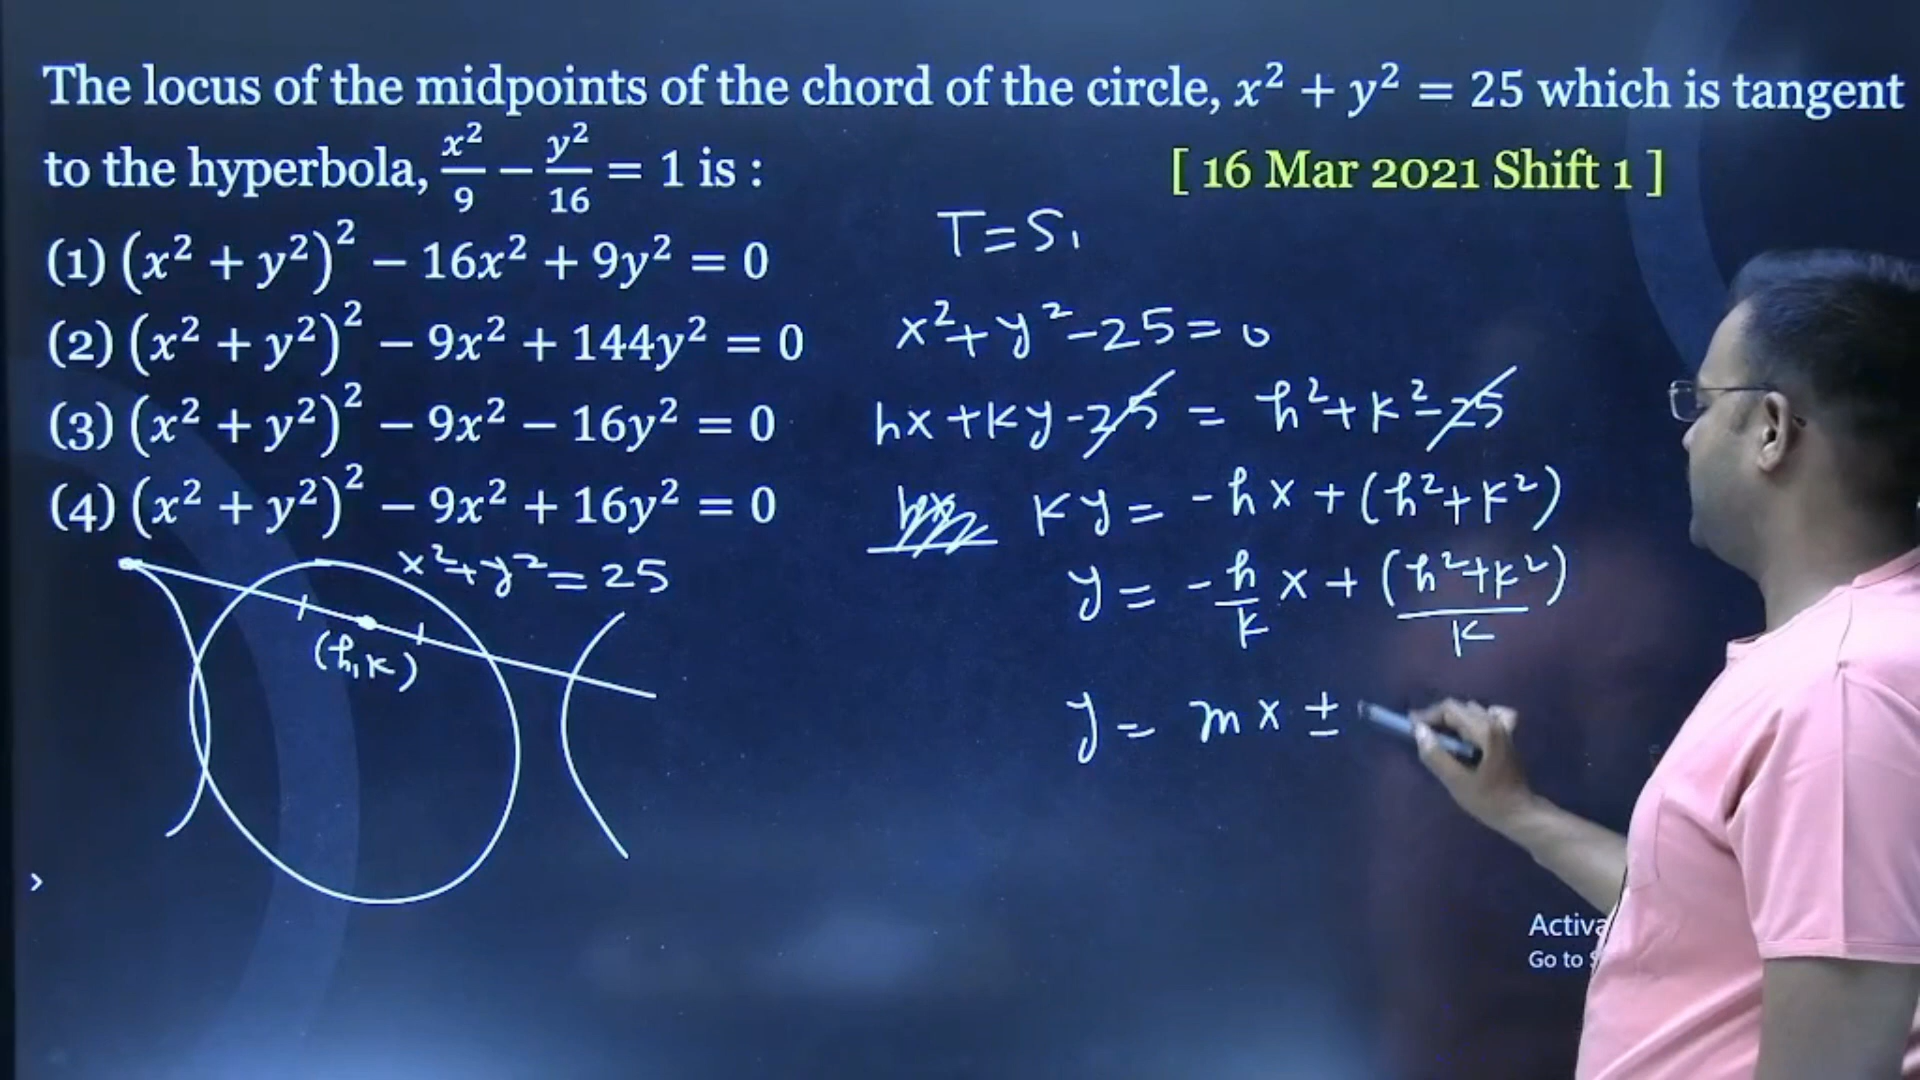 The locus of the midpoints of the chord of the circle, x² + y² = 25 which is tangent
to the hyperbola, x²/9 − y²/16 = 1 is :
[ 16 Mar 2021 Shift 1 ]
(1) (x² + y²)² − 16x² + 9y² = 0
(2) (x² + y²)² − 9x² + 144y² = 0
(3) (x² + y²)² − 9x² − 16y² = 0
(4) (x² + y²)² − 9x² + 16y² = 0
x²+y²=25
(h,k)
T=S₁
x²+y²-25=0
hx+ky-25 = h²+k²-25
ky = -hx+(h²+k²)
y = -h/k x + (h²+k²)/k
y = mx ±
Activa
Go to S